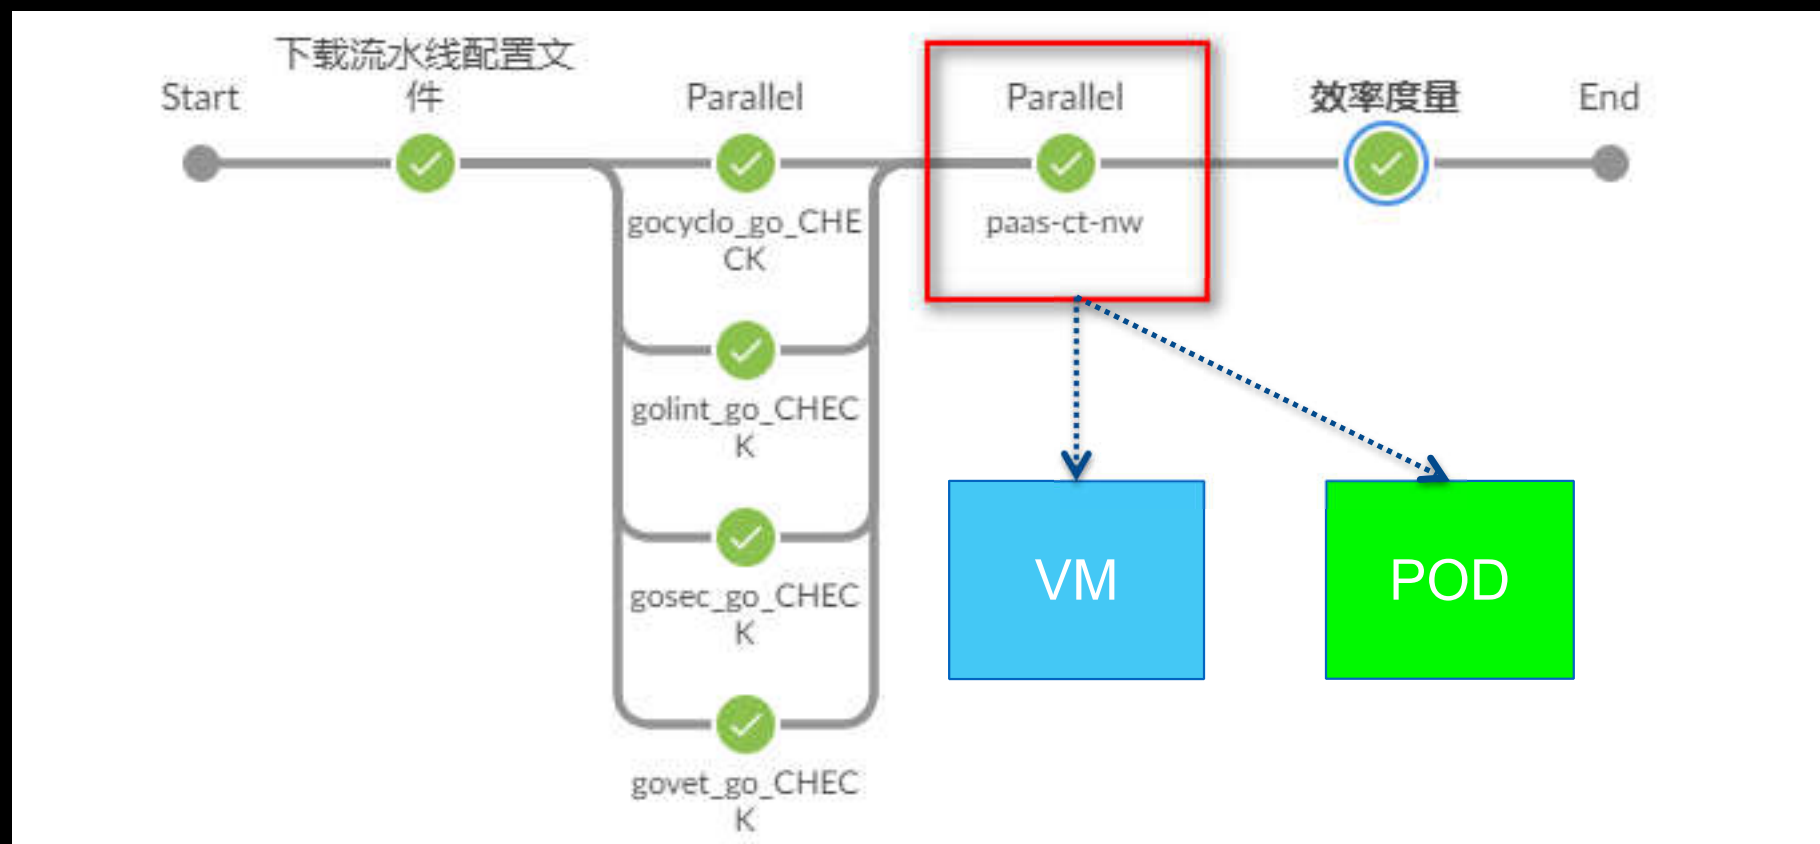 Start
下载流水线配置文
件
Parallel
Parallel
效率度量
End
gocyclo_go_CHE
CK
paas-ct-nw
golint_go_CHEC
K
gosec_go_CHEC
K
govet_go_CHEC
K
VM
POD